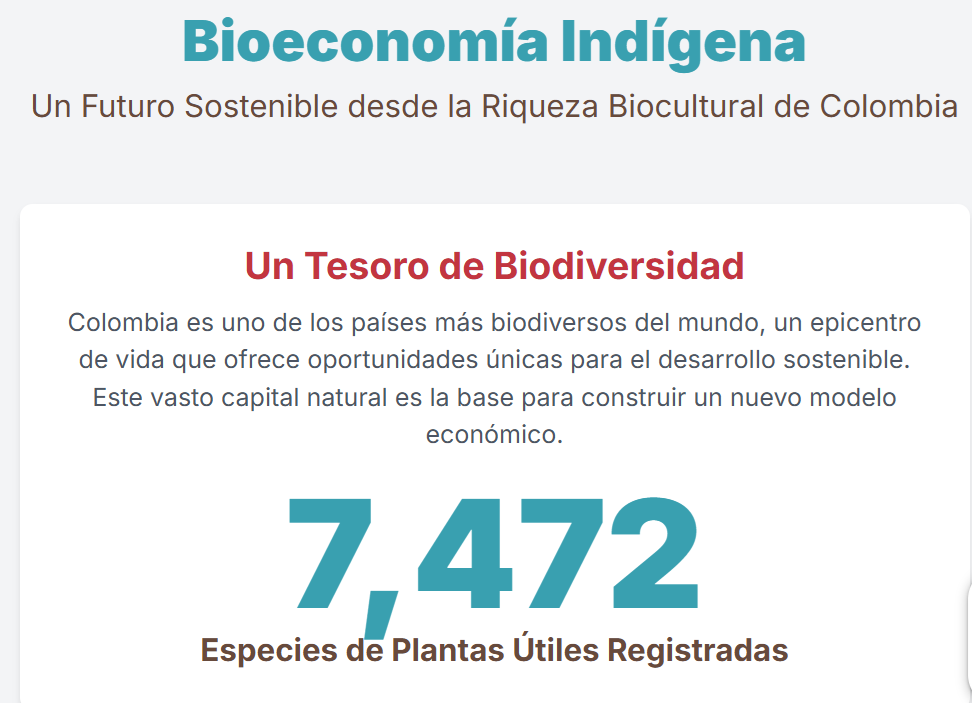 Bioeconomía Indígena
Un Futuro Sostenible desde la Riqueza Biocultural de Colombia
Un Tesoro de Biodiversidad
Colombia es uno de los países más biodiversos del mundo, un epicentro
de vida que ofrece oportunidades únicas para el desarrollo sostenible.
Este vasto capital natural es la base para construir un nuevo modelo
económico.
7,472
Especies de Plantas Útiles Registradas